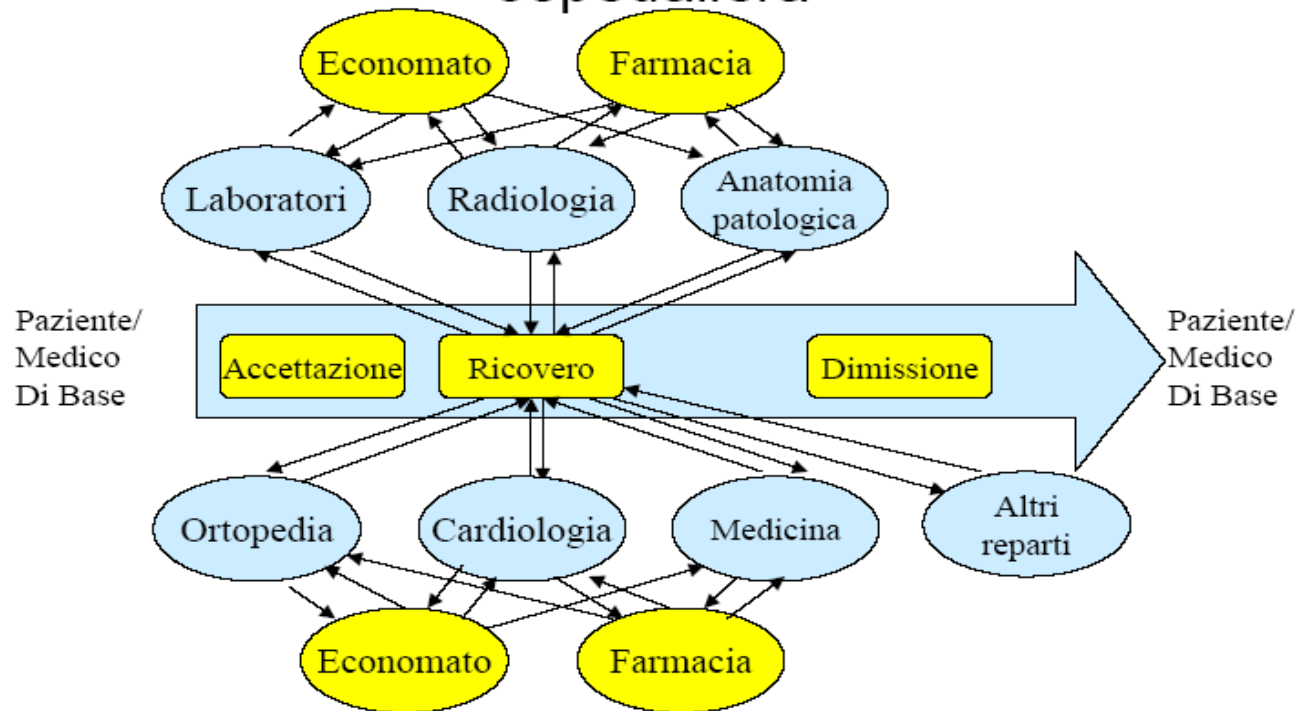 Economato
Farmacia
Laboratori
Radiologia
Anatomia
patologica
Paziente/
Medico
Di Base
Accettazione
Ricovero
Dimissione
Paziente/
Medico
Di Base
Ortopedia
Cardiologia
Medicina
Altri
reparti
Economato
Farmacia